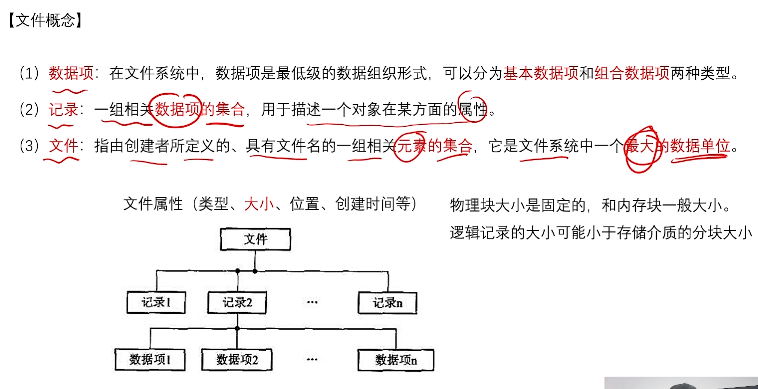 【文件概念】
（1）数据项：在文件系统中，数据项是最低级的数据组织形式，可以分为基本数据项和组合数据项两种类型。
（2）记录：一组相关数据项的集合，用于描述一个对象在某方面的属性。
（3）文件：指由创建者所定义的、具有文件名的一组相关元素的集合，它是文件系统中一个最大的数据单位。
文件属性（类型、大小、位置、创建时间等）
物理块大小是固定的，和内存块一般大小。
逻辑记录的大小可能小于存储介质的分块大小
文件
记录1 记录2 … 记录n
数据项1 数据项2 … 数据项n